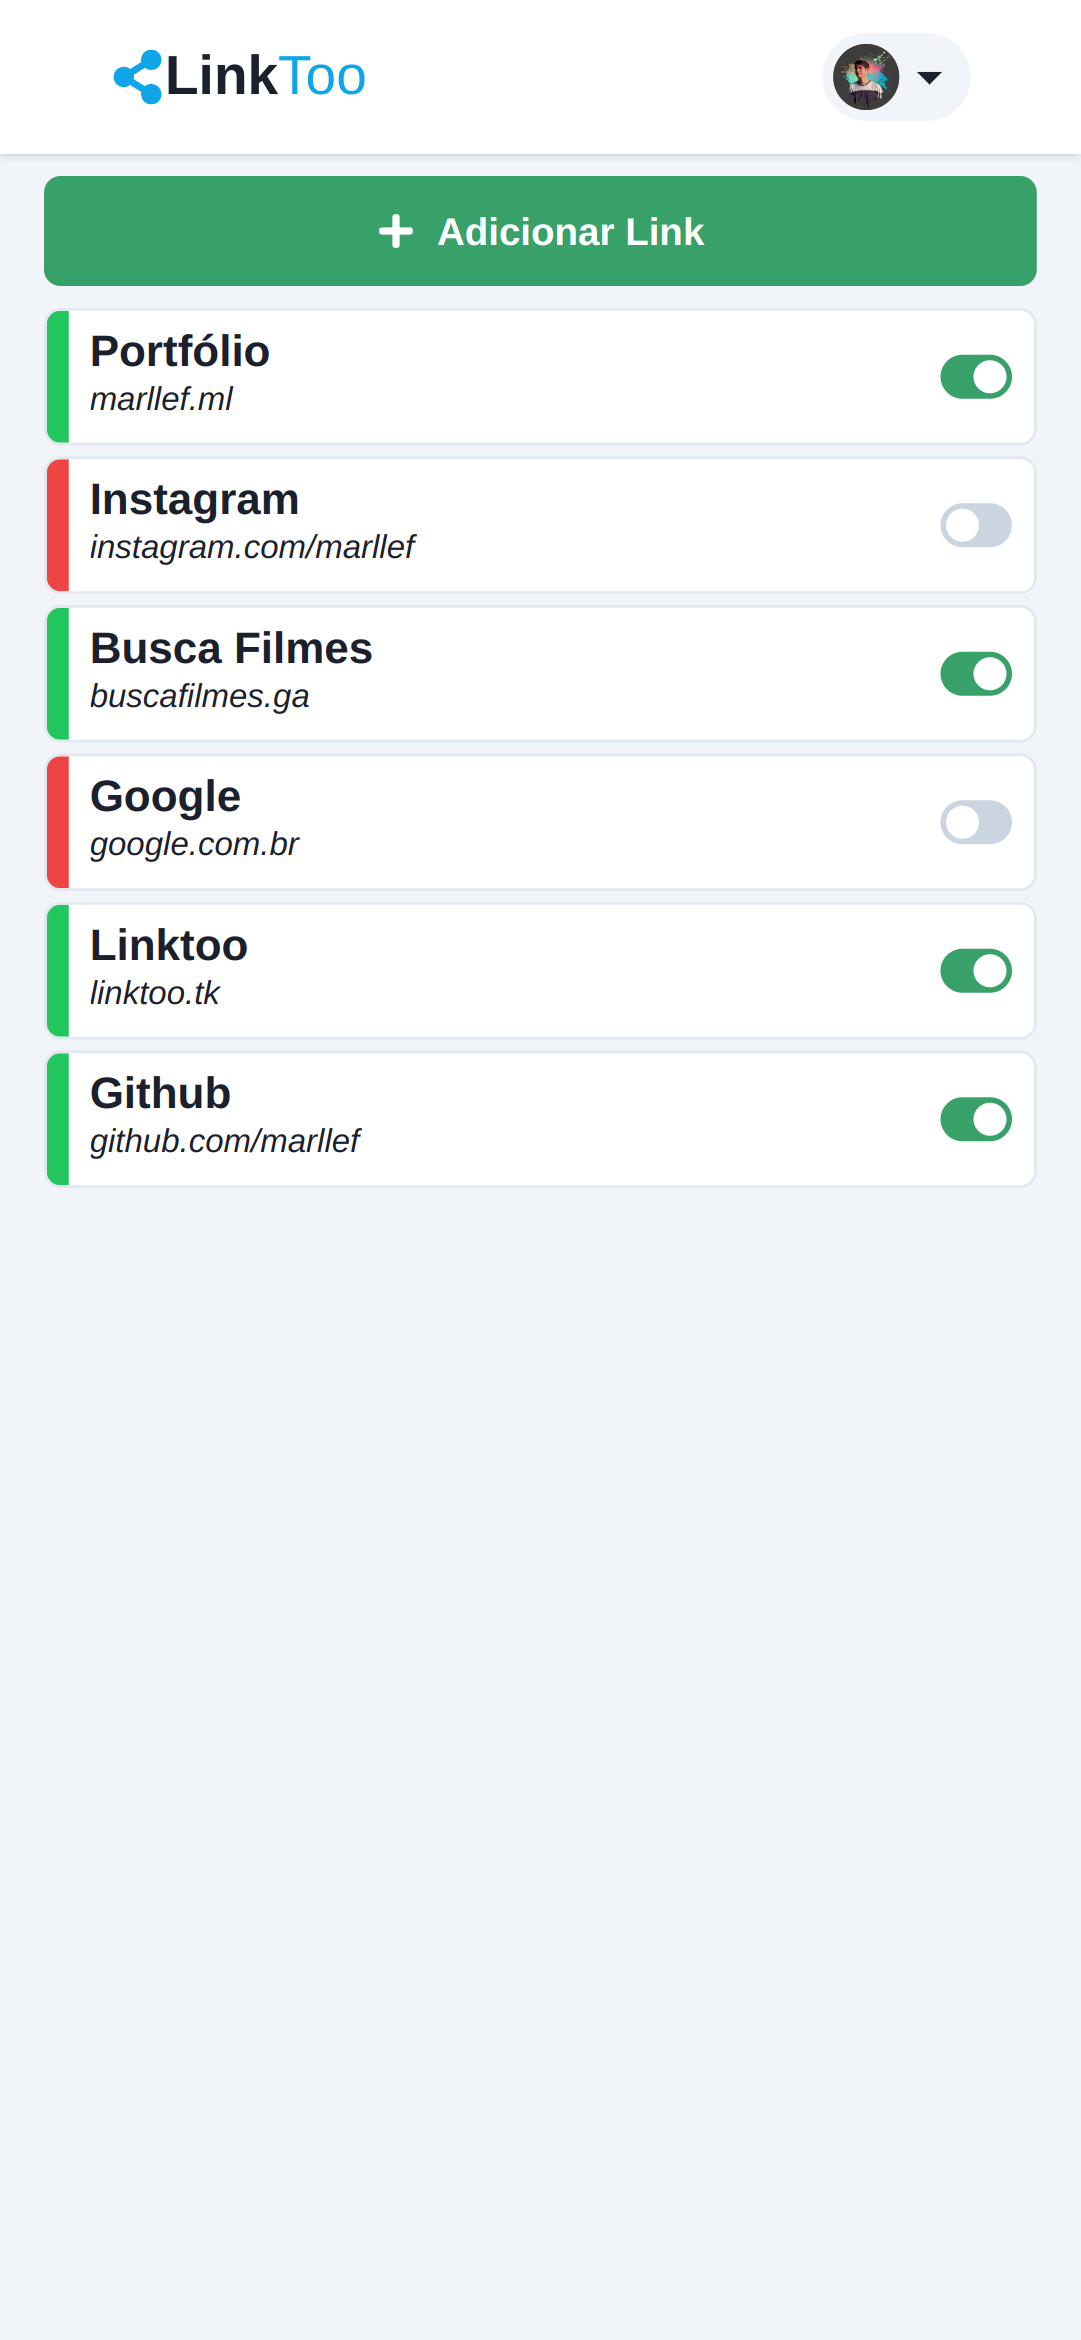 LinkToo
Adicionar Link
Portfólio
marllef.ml
Instagram
instagram.com/marllef
Busca Filmes
buscafilmes.ga
Google
google.com.br
Linktoo
linktoo.tk
Github
github.com/marllef